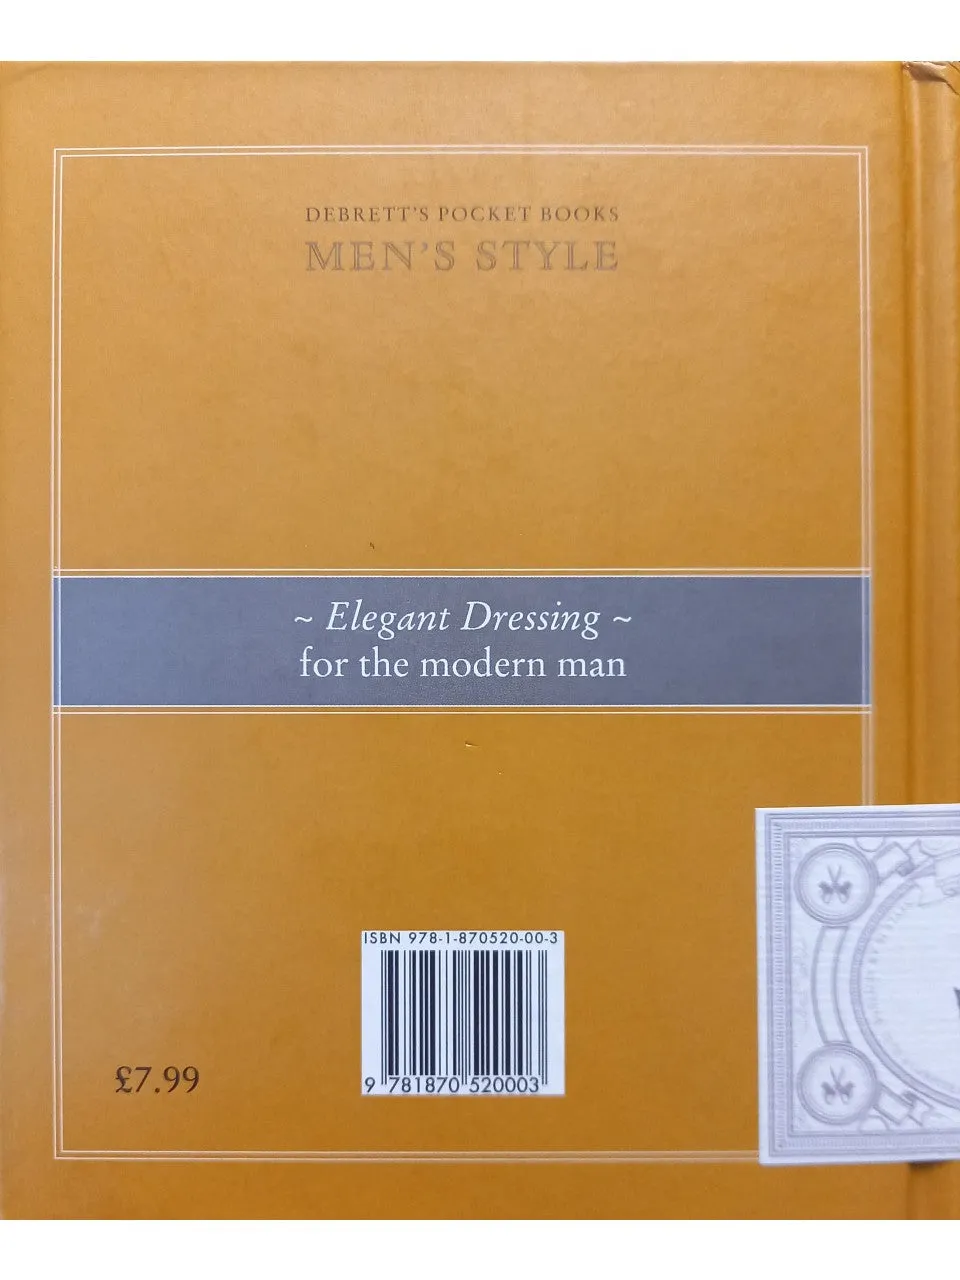 DEBRETT'S POCKET BOOKS
MEN'S STYLE
~ Elegant Dressing ~
for the modern man
ISBN 978-1-870520-00-3
9 781870 520003
£7.99